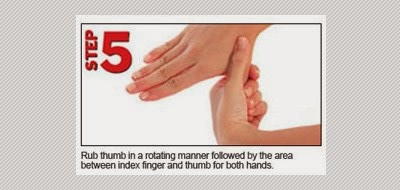 STEP 5
Rub thumb in a rotating manner followed by the area
between index finger and thumb for both hands.